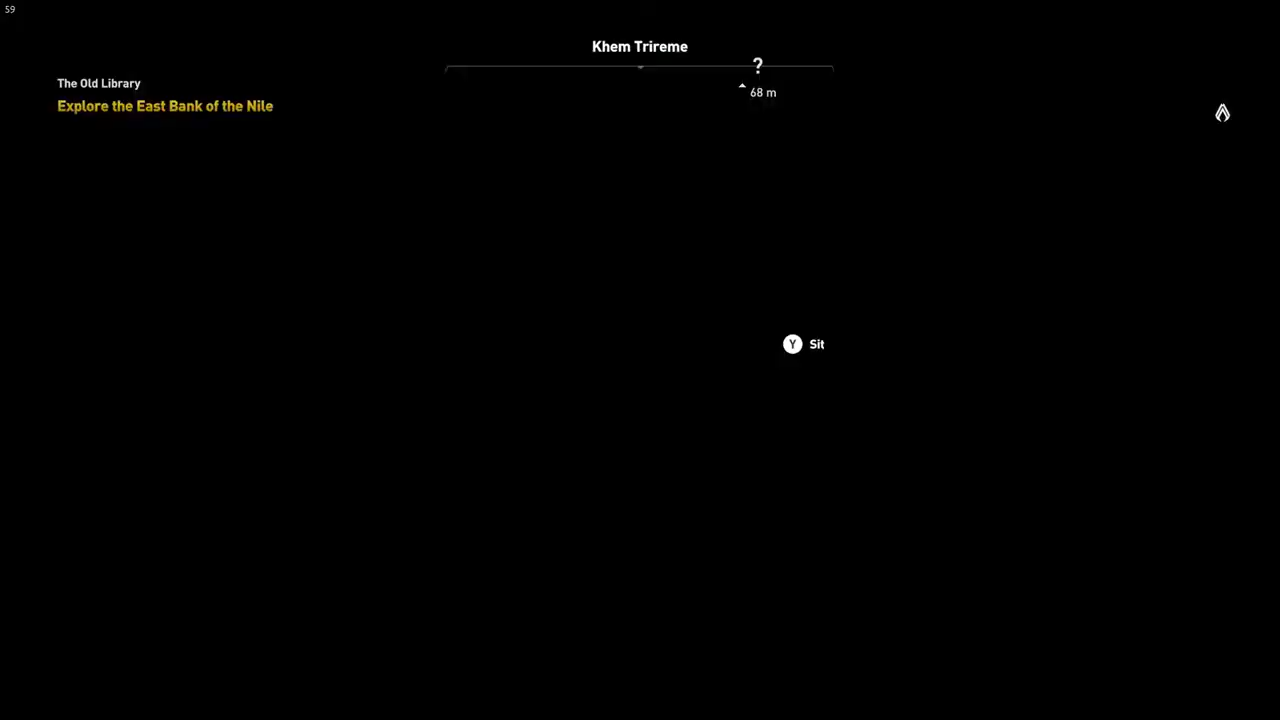 59
Khem Trireme
?
68 m
The Old Library
Explore the East Bank of the Nile
Y Sit